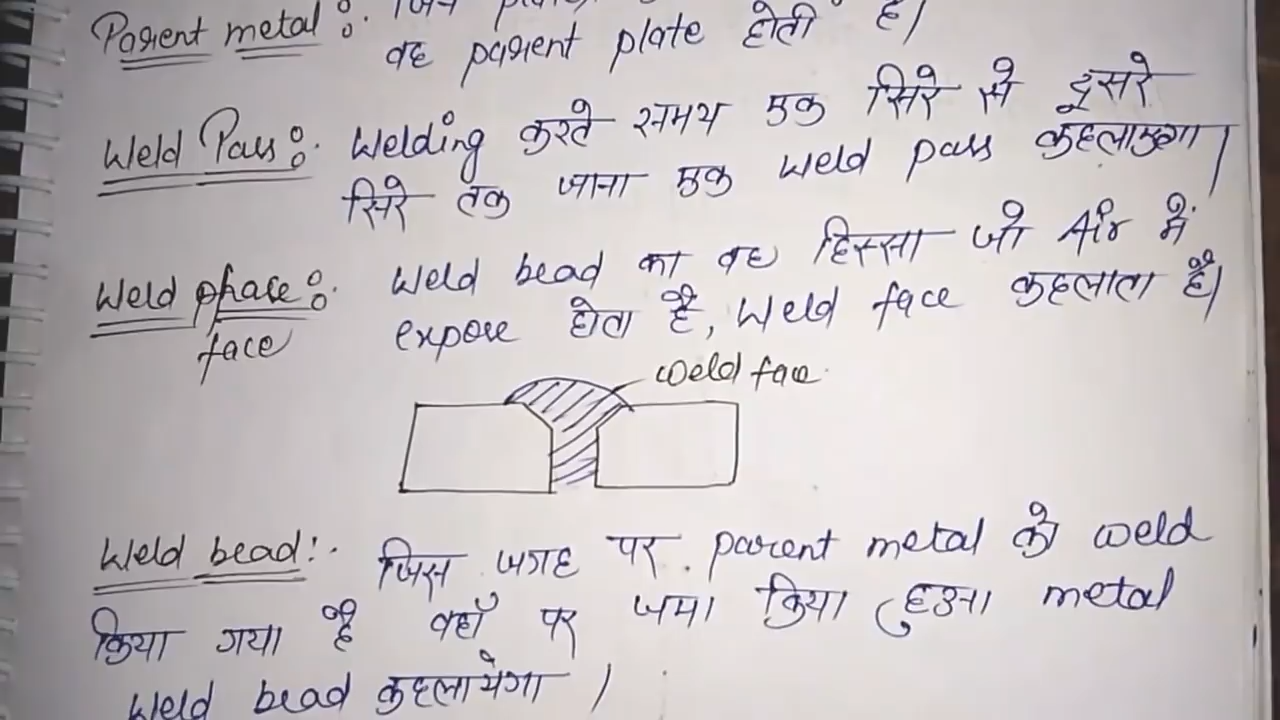 Parent metal:
वह parent plate होती है।
Weld Pass:. Welding करते समय एक सिरे से दूसरे
सिरे तक जाना एक weld pass कहलाएगा।
Weld phace:. Weld bead का वह हिस्सा जो Air में
face expose होता है, Weld face कहलाता है।
weld face.
Weld bead:. जिस जगह पर parent metal को weld
किया गया है वहाँ पर जमा किया हुआ metal
Weld bead कहलायेगा।